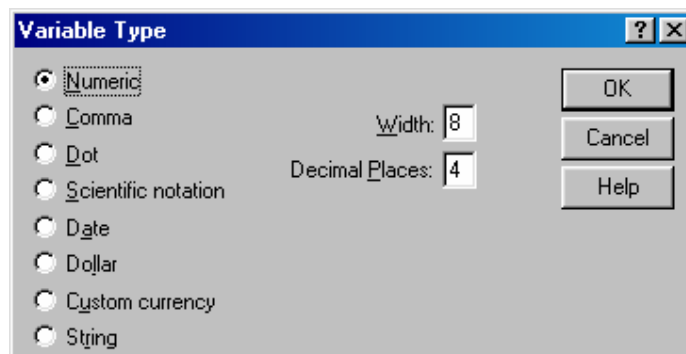 Variable Type
Numeric
Comma
Dot
Scientific notation
Date
Dollar
Custom currency
String
Width: 8
Decimal Places: 4
OK
Cancel
Help